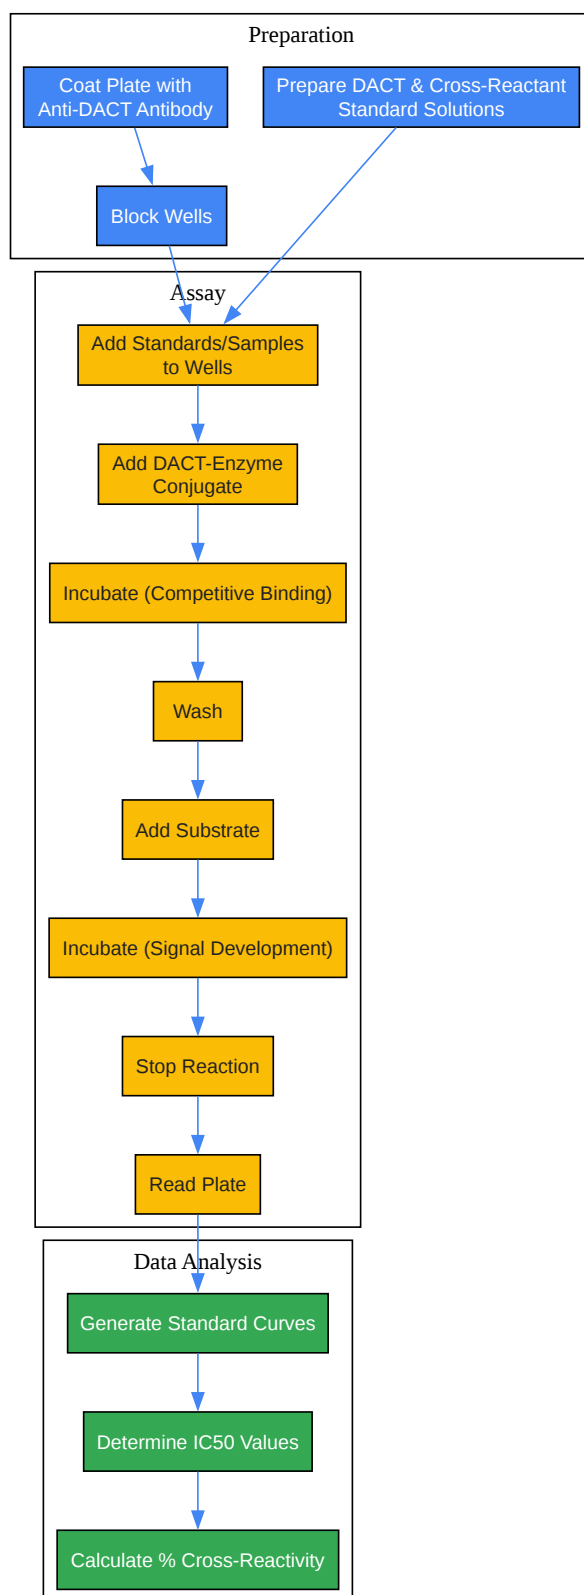 Preparation
Coat Plate with
Anti-DACT Antibody
Prepare DACT & Cross-Reactant
Standard Solutions
Block Wells
Assay
Add Standards/Samples
to Wells
Add DACT-Enzyme
Conjugate
Incubate (Competitive Binding)
Wash
Add Substrate
Incubate (Signal Development)
Stop Reaction
Read Plate
Data Analysis
Generate Standard Curves
Determine IC50 Values
Calculate % Cross-Reactivity